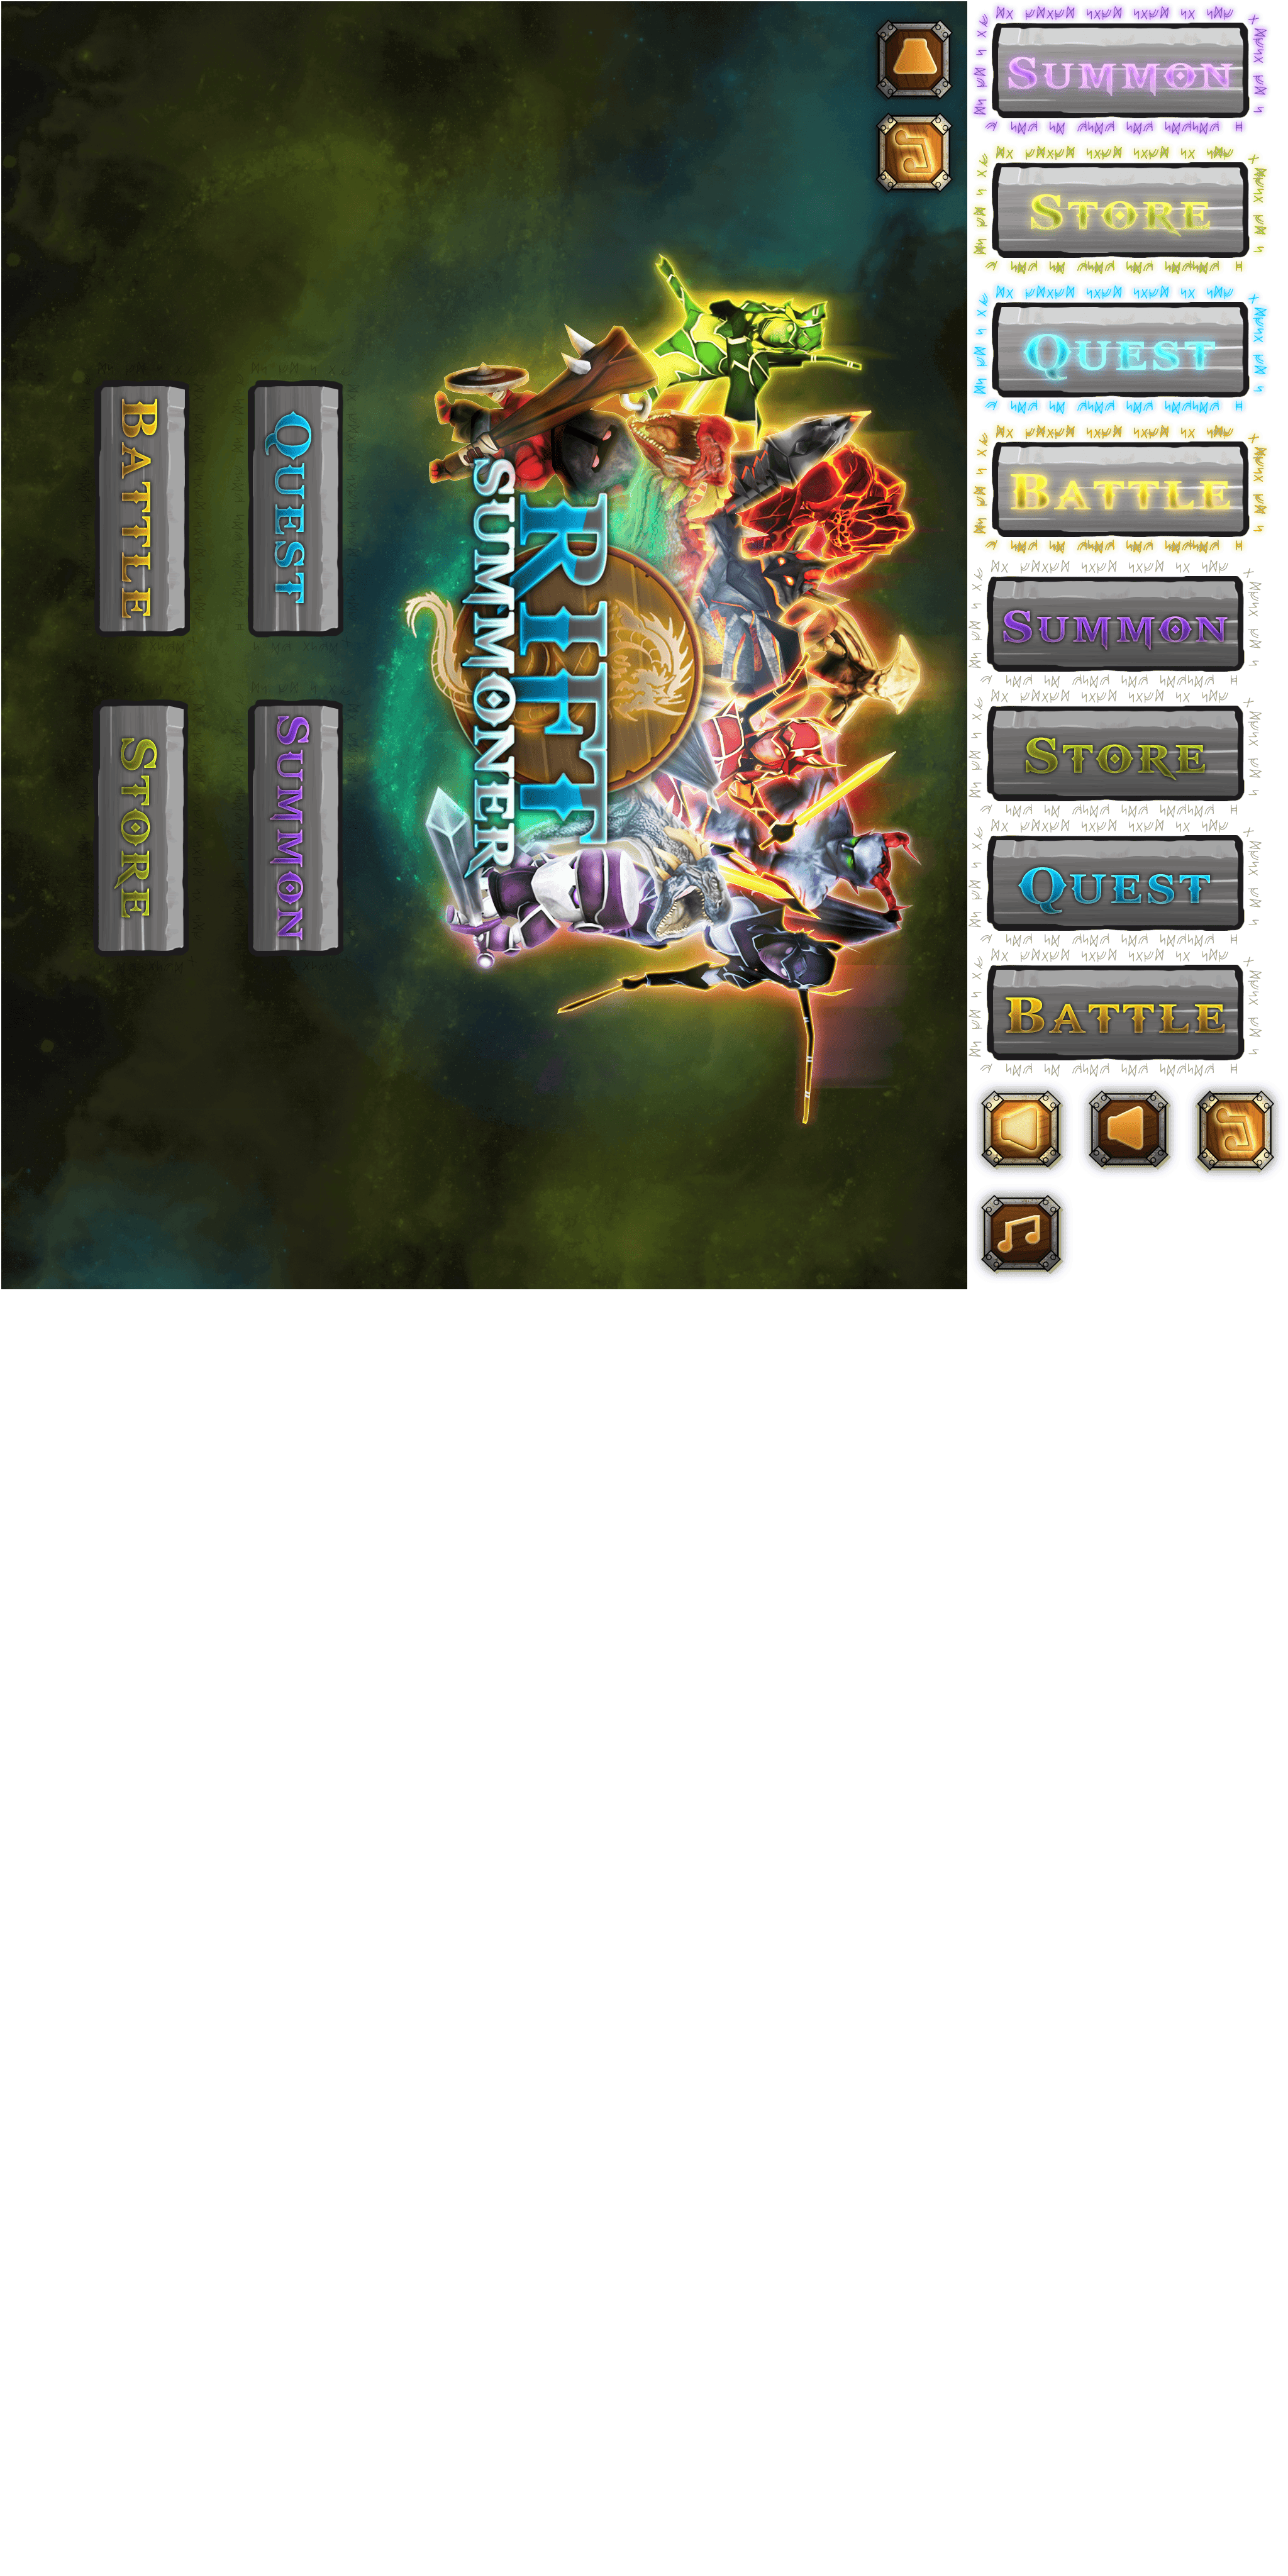 RIFT
SUMMONER
QUEST
SUMMON
BATTLE
STORE
SUMMON
STORE
QUEST
BATTLE
SUMMON
STORE
QUEST
BATTLE